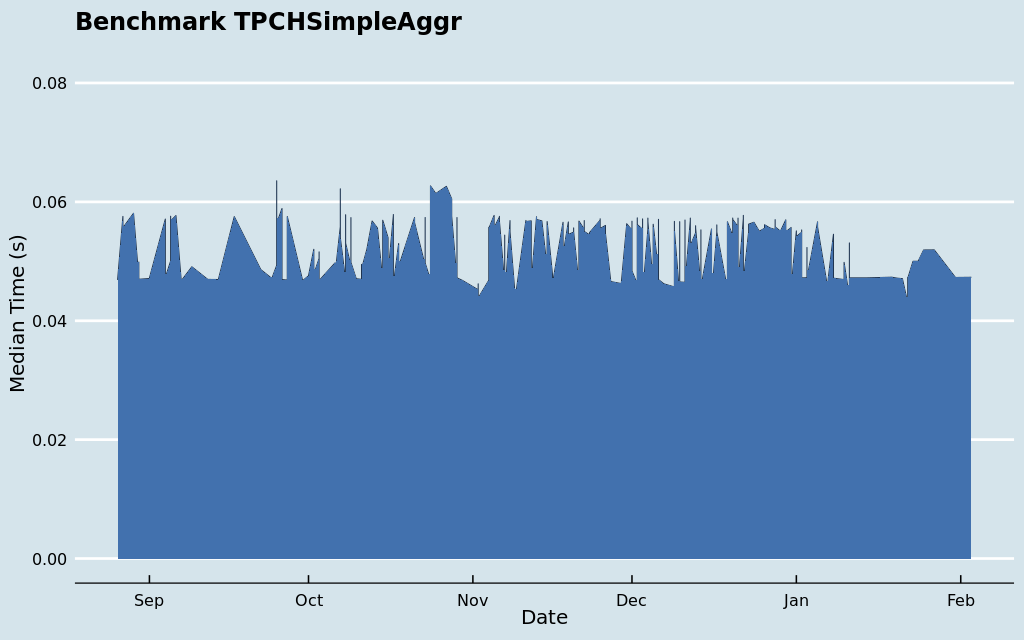 Benchmark TPCHSimpleAggr
Median Time (s)
0.08
0.06
0.04
0.02
0.00
Sep Oct Nov Dec Jan Feb
Date